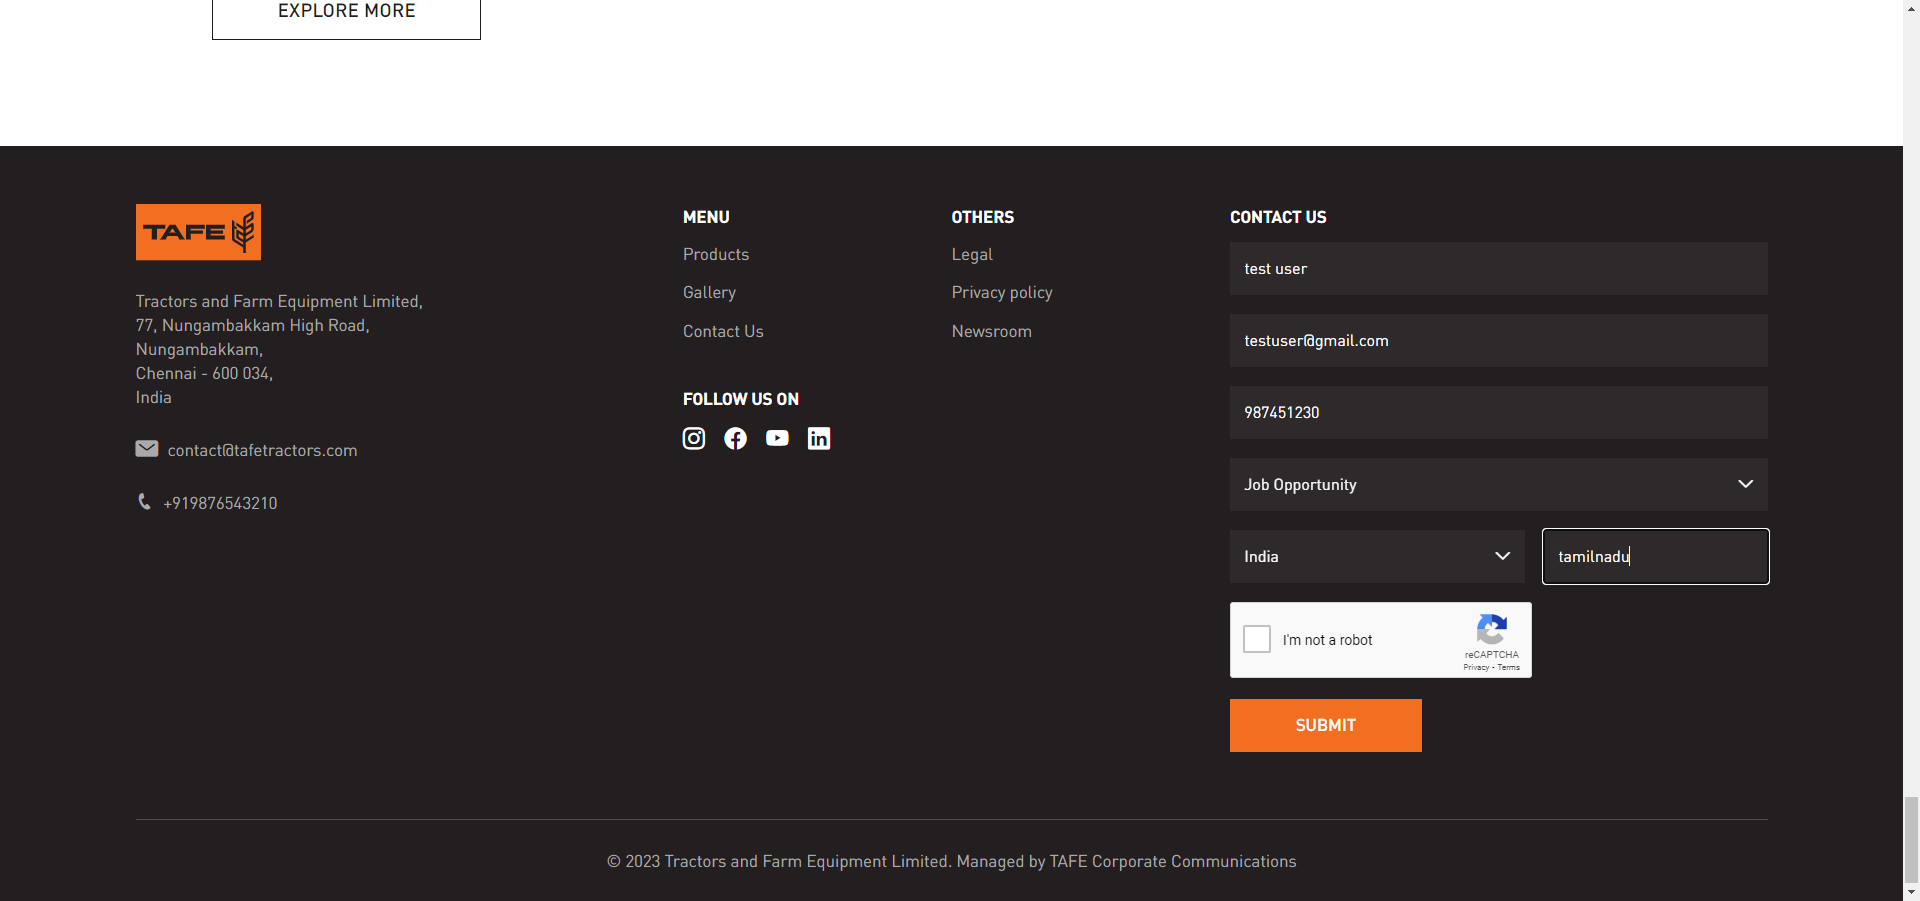 EXPLORE MORE
TAFE
Tractors and Farm Equipment Limited,
77, Nungambakkam High Road,
Nungambakkam,
Chennai - 600 034,
India
contact@tafetractors.com
+919876543210
MENU
Products
Gallery
Contact Us
FOLLOW US ON
OTHERS
Legal
Privacy policy
Newsroom
CONTACT US
test user
testuser@gmail.com
987451230
Job Opportunity
India
tamilnadu
I'm not a robot
reCAPTCHA
Privacy - Terms
SUBMIT
© 2023 Tractors and Farm Equipment Limited. Managed by TAFE Corporate Communications